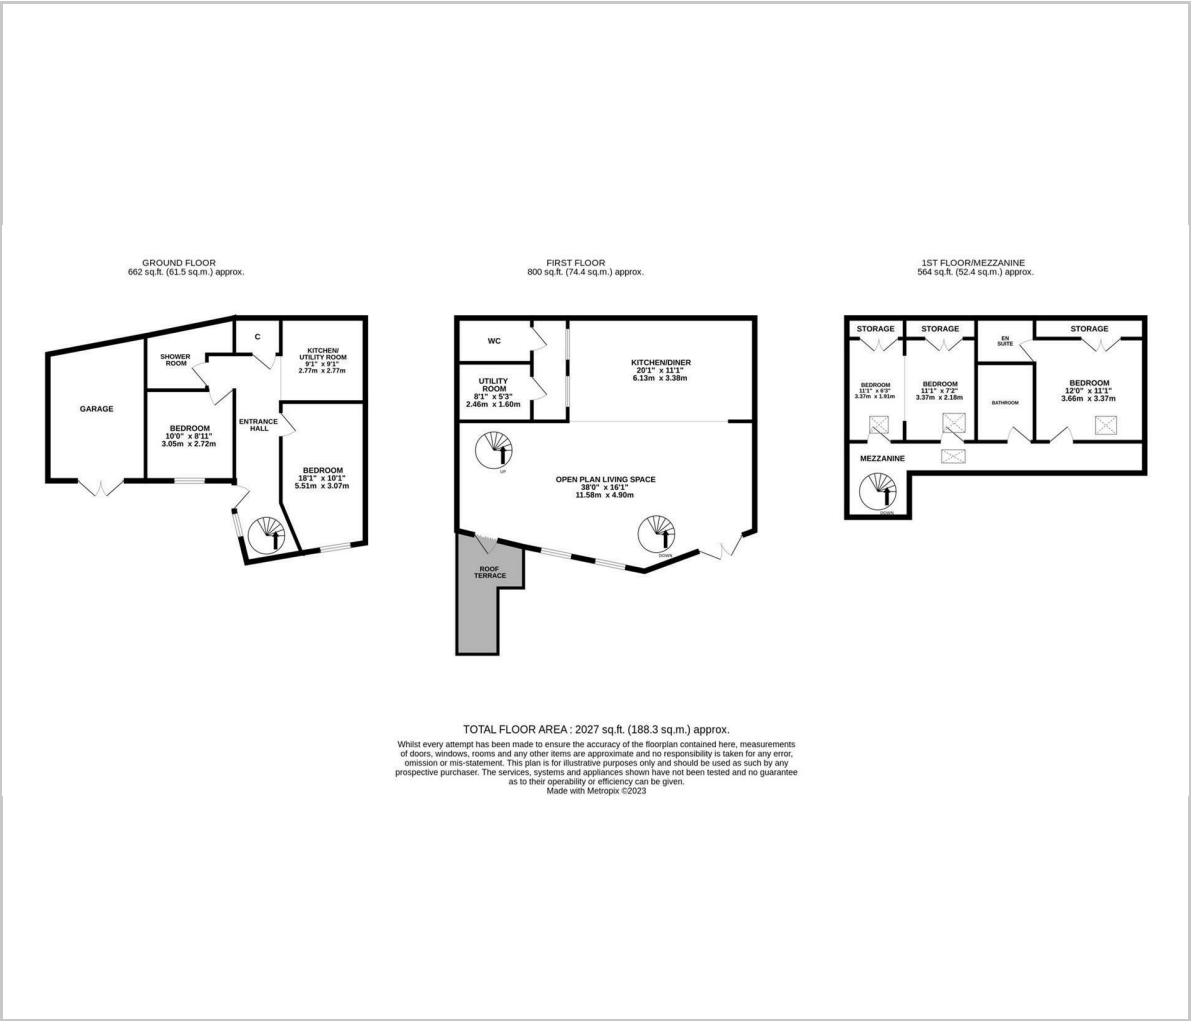 GROUND FLOOR
662 sq.ft. (61.5 sq.m.) approx.
GARAGE
SHOWER
ROOM
C
KITCHEN/
UTILITY ROOM
9'1" x 9'1"
2.77m x 2.77m
BEDROOM
10'0" x 8'11"
3.05m x 2.72m
ENTRANCE
HALL
BEDROOM
18'1" x 10'1"
5.51m x 3.07m
FIRST FLOOR
800 sq.ft. (74.4 sq.m.) approx.
WC
UTILITY
ROOM
8'1" x 5'3"
2.46m x 1.60m
KITCHEN/DINER
20'1" x 11'1"
6.13m x 3.38m
UP
OPEN PLAN LIVING SPACE
38'0" x 16'1"
11.58m x 4.90m
DOWN
ROOF
TERRACE
1ST FLOOR/MEZZANINE
564 sq.ft. (52.4 sq.m.) approx.
STORAGE
STORAGE
EN
SUITE
STORAGE
BEDROOM
11'1" x 6'3"
3.37m x 1.91m
BEDROOM
11'1" x 7'2"
3.37m x 2.18m
BATHROOM
BEDROOM
12'0" x 11'1"
3.66m x 3.37m
MEZZANINE
DOWN
TOTAL FLOOR AREA : 2027 sq.ft. (188.3 sq.m.) approx.
Whilst every attempt has been made to ensure the accuracy of the floorplan contained here, measurements
of doors, windows, rooms and any other items are approximate and no responsibility is taken for any error,
omission or mis-statement. This plan is for illustrative purposes only and should be used as such by any
prospective purchaser. The services, systems and appliances shown have not been tested and no guarantee
as to their operability or efficiency can be given.
Made with Metropix ©2023